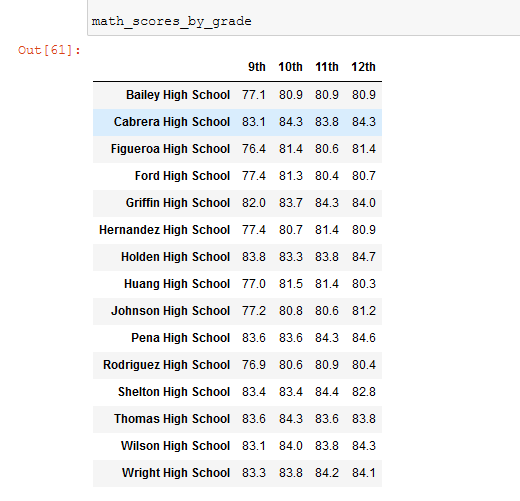 math_scores_by_grade
Out[61]:
9th 10th 11th 12th
Bailey High School 77.1 80.9 80.9 80.9
Cabrera High School 83.1 84.3 83.8 84.3
Figueroa High School 76.4 81.4 80.6 81.4
Ford High School 77.4 81.3 80.4 80.7
Griffin High School 82.0 83.7 84.3 84.0
Hernandez High School 77.4 80.7 81.4 80.9
Holden High School 83.8 83.3 83.8 84.7
Huang High School 77.0 81.5 81.4 80.3
Johnson High School 77.2 80.8 80.6 81.2
Pena High School 83.6 83.6 84.3 84.6
Rodriguez High School 76.9 80.6 80.9 80.4
Shelton High School 83.4 83.4 84.4 82.8
Thomas High School 83.6 84.3 83.6 83.8
Wilson High School 83.1 84.0 83.8 84.3
Wright High School 83.3 83.8 84.2 84.1